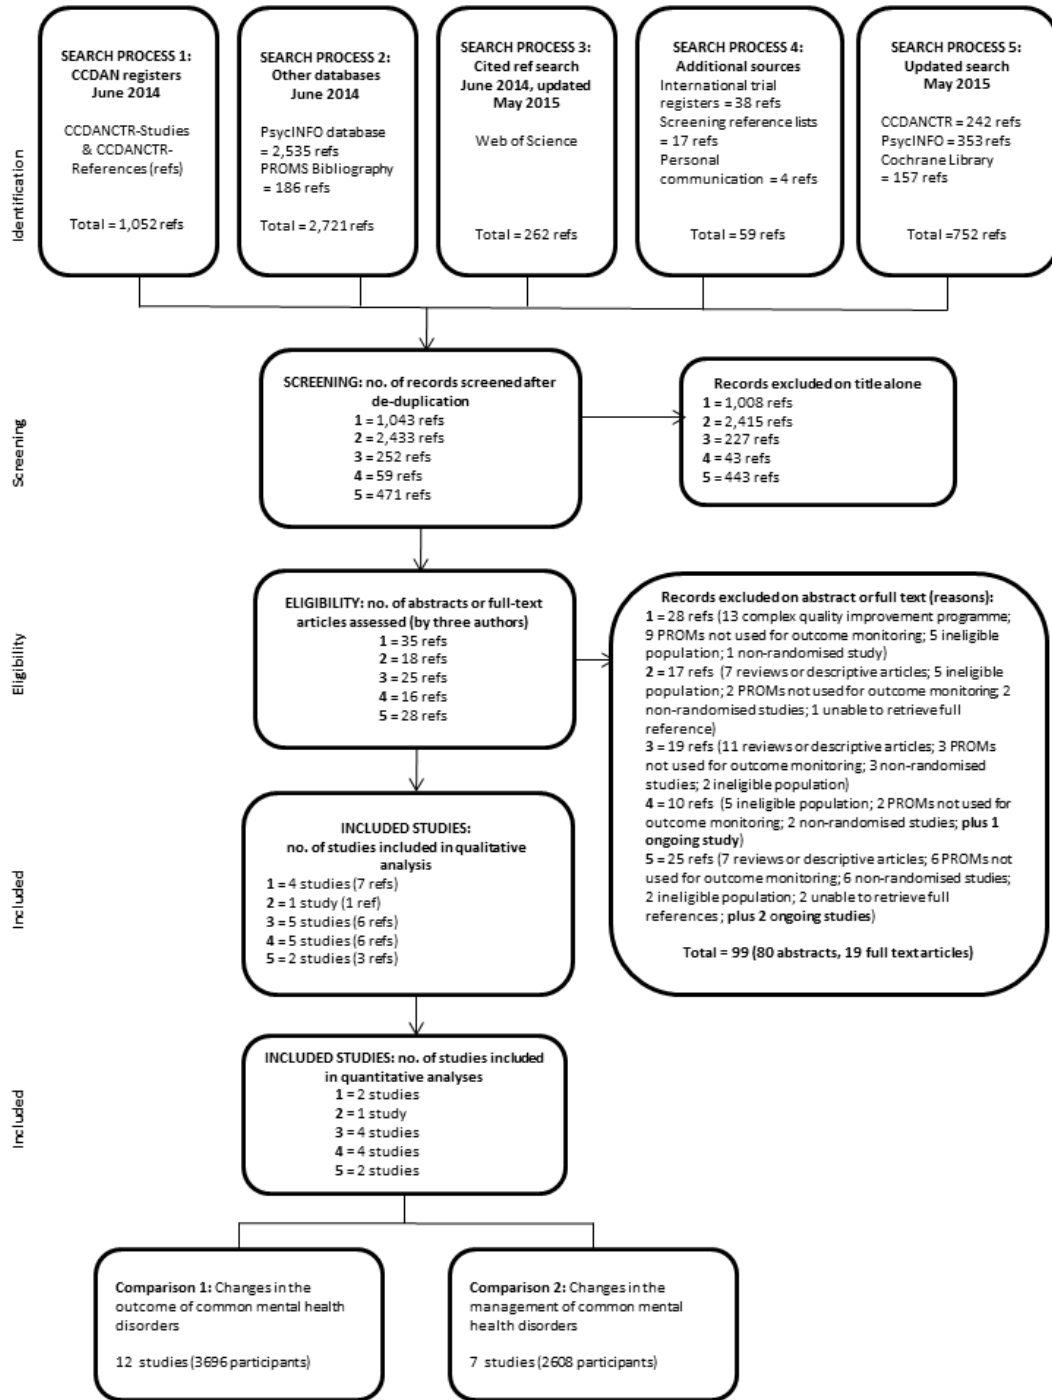 SEARCH PROCESS 1:
CCDAN registers
June 2014
CCDANCTR-Studies
& CCDANCTR-
References (refs)
Total = 1,052 refs
SEARCH PROCESS 2:
Other databases
June 2014
PsycINFO database
= 2,535 refs
PROMS Bibliography
= 186 refs
Total = 2,721 refs
SEARCH PROCESS 3:
Cited ref search
June 2014, updated
May 2015
Web of Science
Total = 262 refs
SEARCH PROCESS 4:
Additional sources
International trial
registers = 38 refs
Screening reference lists
= 17 refs
Personal
communication = 4 refs
Total = 59 refs
SEARCH PROCESS 5:
Updated search
May 2015
CCDANCTR = 242 refs
PsycINFO = 353 refs
Cochrane Library
= 157 refs
Total =752 refs
Identification
Screening
SCREENING: no. of records screened after
de-duplication
1 = 1,043 refs
2 = 2,433 refs
3 = 252 refs
4 = 59 refs
5 = 471 refs
Records excluded on title alone
1 = 1,008 refs
2 = 2,415 refs
3 = 227 refs
4 = 43 refs
5 = 443 refs
Eligibility
ELIGIBILITY: no. of abstracts or full-text
articles assessed (by three authors)
1 = 35 refs
2 = 18 refs
3 = 25 refs
4 = 16 refs
5 = 28 refs
Records excluded on abstract or full text (reasons):
1 = 28 refs (13 complex quality improvement programme;
9 PROMs not used for outcome monitoring; 5 ineligible
population; 1 non-randomised study)
2 = 17 refs (7 reviews or descriptive articles; 5 ineligible
population; 2 PROMs not used for outcome monitoring; 2
non-randomised studies; 1 unable to retrieve full
reference)
3 = 19 refs (11 reviews or descriptive articles; 3 PROMs
not used for outcome monitoring; 3 non-randomised
studies; 2 ineligible population)
4 = 10 refs (5 ineligible population; 2 PROMs not used for
outcome monitoring; 2 non-randomised studies; plus 1
ongoing study)
5 = 25 refs (7 reviews or descriptive articles; 6 PROMs not
used for outcome monitoring; 6 non-randomised studies;
2 ineligible population; 2 unable to retrieve full
references; plus 2 ongoing studies)
Total = 99 (80 abstracts, 19 full text articles)
Included
INCLUDED STUDIES:
no. of studies included in qualitative
analysis
1 = 4 studies (7 refs)
2 = 1 study (1 ref)
3 = 5 studies (6 refs)
4 = 5 studies (6 refs)
5 = 2 studies (3 refs)
Included
INCLUDED STUDIES: no. of studies included
in quantitative analyses
1 = 2 studies
2 = 1 study
3 = 4 studies
4 = 4 studies
5 = 2 studies
Comparison 1: Changes in the
outcome of common mental health
disorders
12 studies (3696 participants)
Comparison 2: Changes in the
management of common mental
health disorders
7 studies (2608 participants)